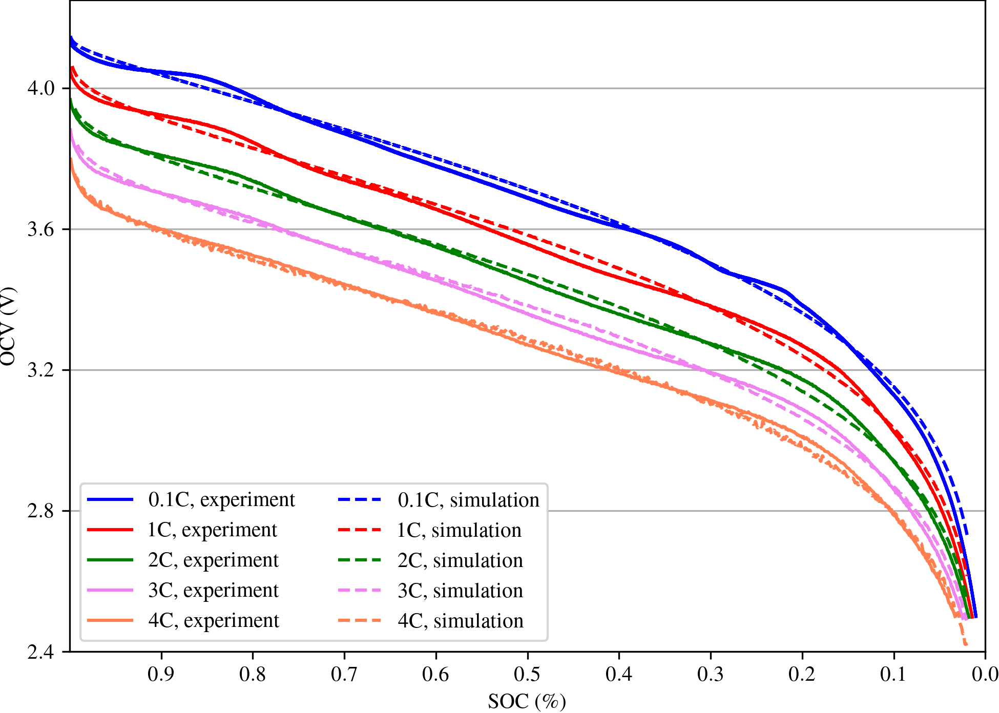 4.0
3.6
3.2
2.8
2.4
OCV (V)
0.1C, experiment
1C, experiment
2C, experiment
3C, experiment
4C, experiment
0.1C, simulation
1C, simulation
2C, simulation
3C, simulation
4C, simulation
0.9 0.8 0.7 0.6 0.5 0.4 0.3 0.2 0.1 0.0
SOC (%)